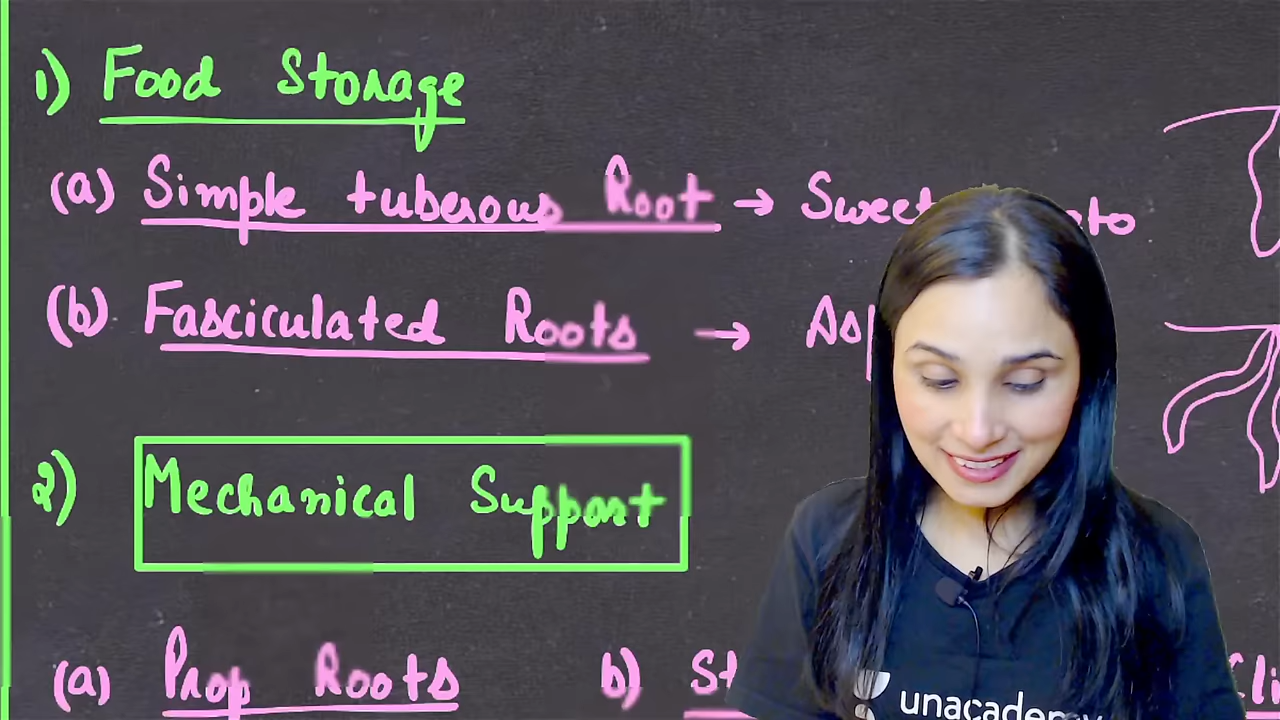 1) Food Storage
(a) Simple tuberous Root → Sweet
(b) Fasciculated Roots →
2) Mechanical Support
(a) Prop Roots b)
unacademy